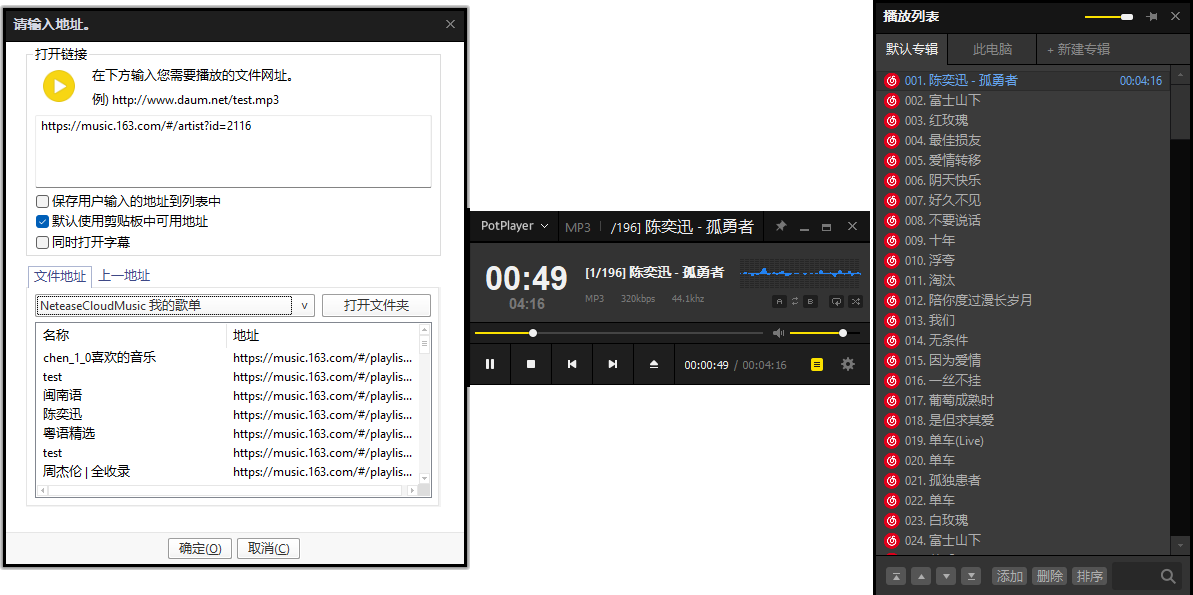 请输入地址。
打开链接
在下方输入您需要播放的文件网址。
例) http://www.daum.net/test.mp3
https://music.163.com/#/artist?id=2116
保存用户输入的地址到列表中
默认使用剪贴板中可用地址
同时打开字幕
文件地址 上一地址
NeteaseCloudMusic 我的歌单 打开文件夹
名称 地址
chen_1_0喜欢的音乐 https://music.163.com/#/playlis...
test https://music.163.com/#/playlis...
闽南语 https://music.163.com/#/playlis...
陈奕迅 https://music.163.com/#/playlis...
粤语精选 https://music.163.com/#/playlis...
test https://music.163.com/#/playlis...
周杰伦 | 全收录 https://music.163.com/#/playlis...
确定(O) 取消(C)
PotPlayer MP3 /196] 陈奕迅 - 孤勇者
00:49 [1/196] 陈奕迅 - 孤勇者
04:16 MP3 320kbps 44.1khz A B
00:00:49 / 00:04:16
播放列表
默认专辑 此电脑 + 新建专辑
001. 陈奕迅 - 孤勇者 00:04:16
002. 富士山下
003. 红玫瑰
004. 最佳损友
005. 爱情转移
006. 阴天快乐
007. 好久不见
008. 不要说话
009. 十年
010. 浮夸
011. 淘汰
012. 陪你度过漫长岁月
013. 我们
014. 无条件
015. 因为爱情
016. 一丝不挂
017. 葡萄成熟时
018. 是但求其爱
019. 单车(Live)
020. 单车
021. 孤独患者
022. 单车
023. 白玫瑰
024. 富士山下
添加 删除 排序